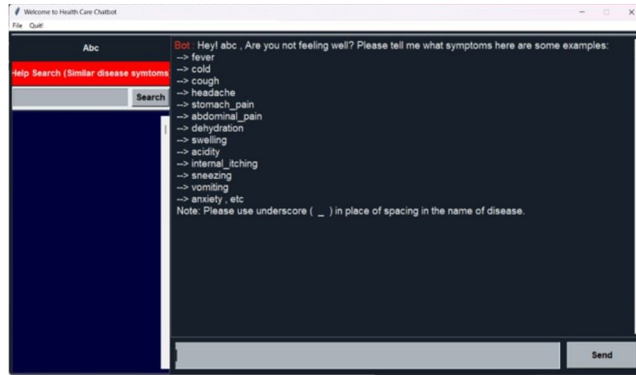 Welcome to Health Care Chatbot
File Quit!
Abc
Help Search (Similar disease symtoms
Search
Bot : Hey! abc , Are you not feeling well? Please tell me what symptoms here are some examples:
--> fever
--> cold
--> cough
--> headache
--> stomach_pain
--> abdominal_pain
--> dehydration
--> swelling
--> acidity
--> internal_itching
--> sneezing
--> vomiting
--> anxiety , etc
Note: Please use underscore ( _ ) in place of spacing in the name of disease.
Send